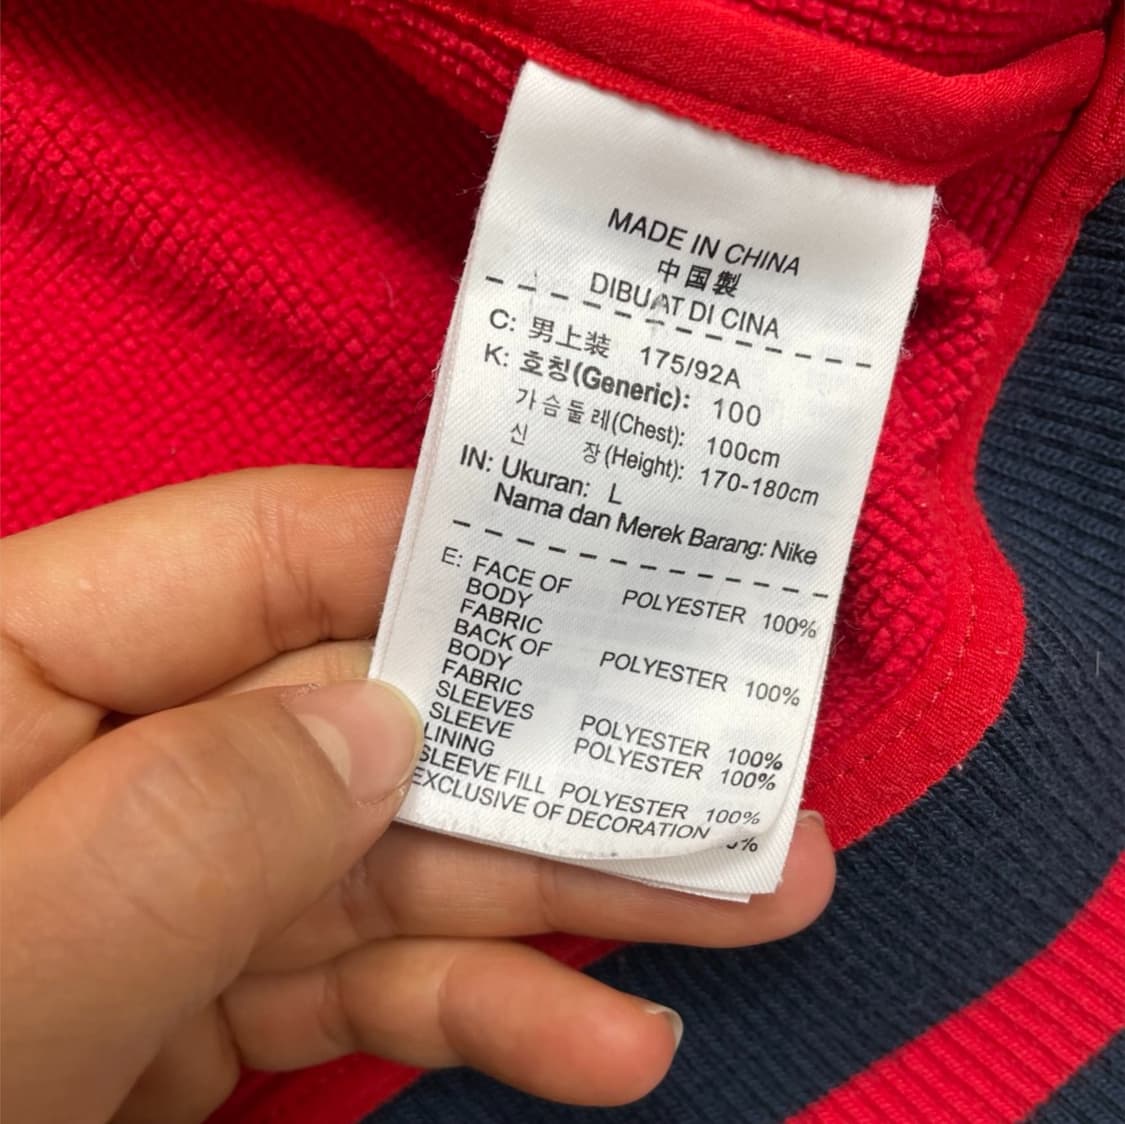 MADE IN CHINA
中国製
DIBUAT DI CINA
C: 男上装 175/92A
K: 호칭(Generic): 100
가슴둘레(Chest): 100cm
신 장(Height): 170-180cm
IN: Ukuran: L
Nama dan Merek Barang: Nike
E: FACE OF POLYESTER 100%
BODY
FABRIC
BACK OF POLYESTER 100%
BODY
FABRIC
SLEEVES POLYESTER 100%
SLEEVE POLYESTER 100%
LINING
SLEEVE FILL POLYESTER 100%
EXCLUSIVE OF DECORATION